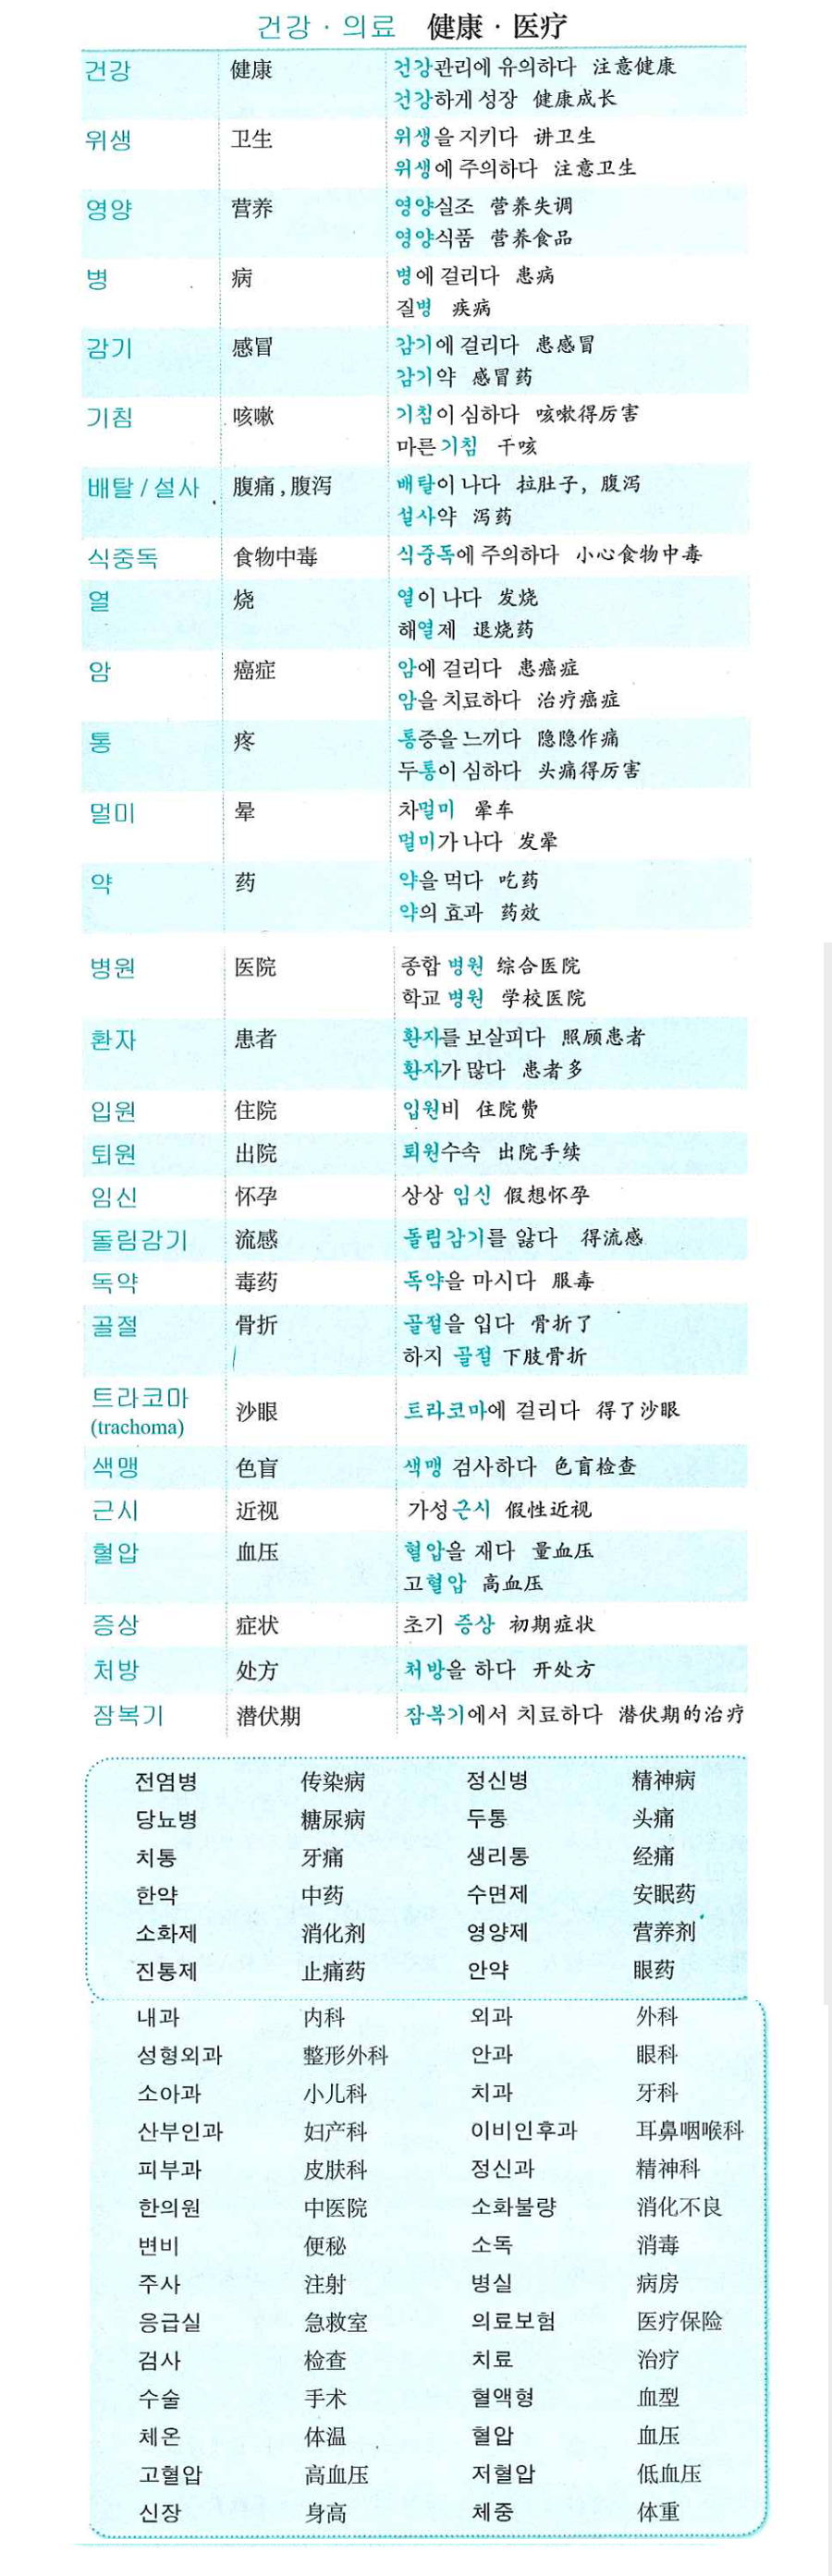 건강 · 의료 健康 · 医疗
건강 健康 건강관리에 유의하다 注意健康
건강하게 성장 健康成长
위생 卫生 위생을 지키다 讲卫生
위생에 주의하다 注意卫生
영양 营养 영양실조 营养失调
영양식품 营养食品
병 病 병에 걸리다 患病
질병 疾病
감기 感冒 감기에 걸리다 患感冒
감기약 感冒药
기침 咳嗽 기침이 심하다 咳嗽得厉害
마른 기침 干咳
배탈 / 설사 腹痛 , 腹泻 배탈이 나다 拉肚子，腹泻
설사약 泻药
식중독 食物中毒 식중독에 주의하다 小心食物中毒
열 烧 열이 나다 发烧
해열제 退烧药
암 癌症 암에 걸리다 患癌症
암을 치료하다 治疗癌症
통 疼 통증을 느끼다 隐隐作痛
두통이 심하다 头痛得厉害
멀미 晕 차멀미 晕车
멀미가 나다 发晕
약 药 약을 먹다 吃药
약의 효과 药效
병원 医院 종합 병원 综合医院
학교 병원 学校医院
환자 患者 환자를 보살피다 照顾患者
환자가 많다 患者多
입원 住院 입원비 住院费
퇴원 出院 퇴원수속 出院手续
임신 怀孕 상상 임신 假想怀孕
돌림감기 流感 돌림감기를 앓다 得流感
독약 毒药 독약을 마시다 服毒
골절 骨折 골절을 입다 骨折了
하지 골절 下肢骨折
트라코마
(trachoma) 沙眼 트라코마에 걸리다 得了沙眼
색맹 色盲 색맹 검사하다 色盲检查
근시 近视 가성 근시 假性近视
혈압 血压 혈압을 재다 量血压
고혈압 高血压
증상 症状 초기 증상 初期症状
처방 处方 처방을 하다 开处方
잠복기 潜伏期 잠복기에서 치료하다 潜伏期的治疗
전염병 传染病 정신병 精神病
당뇨병 糖尿病 두통 头痛
치통 牙痛 생리통 经痛
한약 中药 수면제 安眠药
소화제 消化剂 영양제 营养剂
진통제 止痛药 안약 眼药
내과 内科 외과 外科
성형외과 整形外科 안과 眼科
소아과 小儿科 치과 牙科
산부인과 妇产科 이비인후과 耳鼻咽喉科
피부과 皮肤科 정신과 精神科
한의원 中医院 소화불량 消化不良
변비 便秘 소독 消毒
주사 注射 병실 病房
응급실 急救室 의료보험 医疗保险
검사 检查 치료 治疗
수술 手术 혈액형 血型
체온 体温 혈압 血压
고혈압 高血压 저혈압 低血压
신장 身高 체중 体重